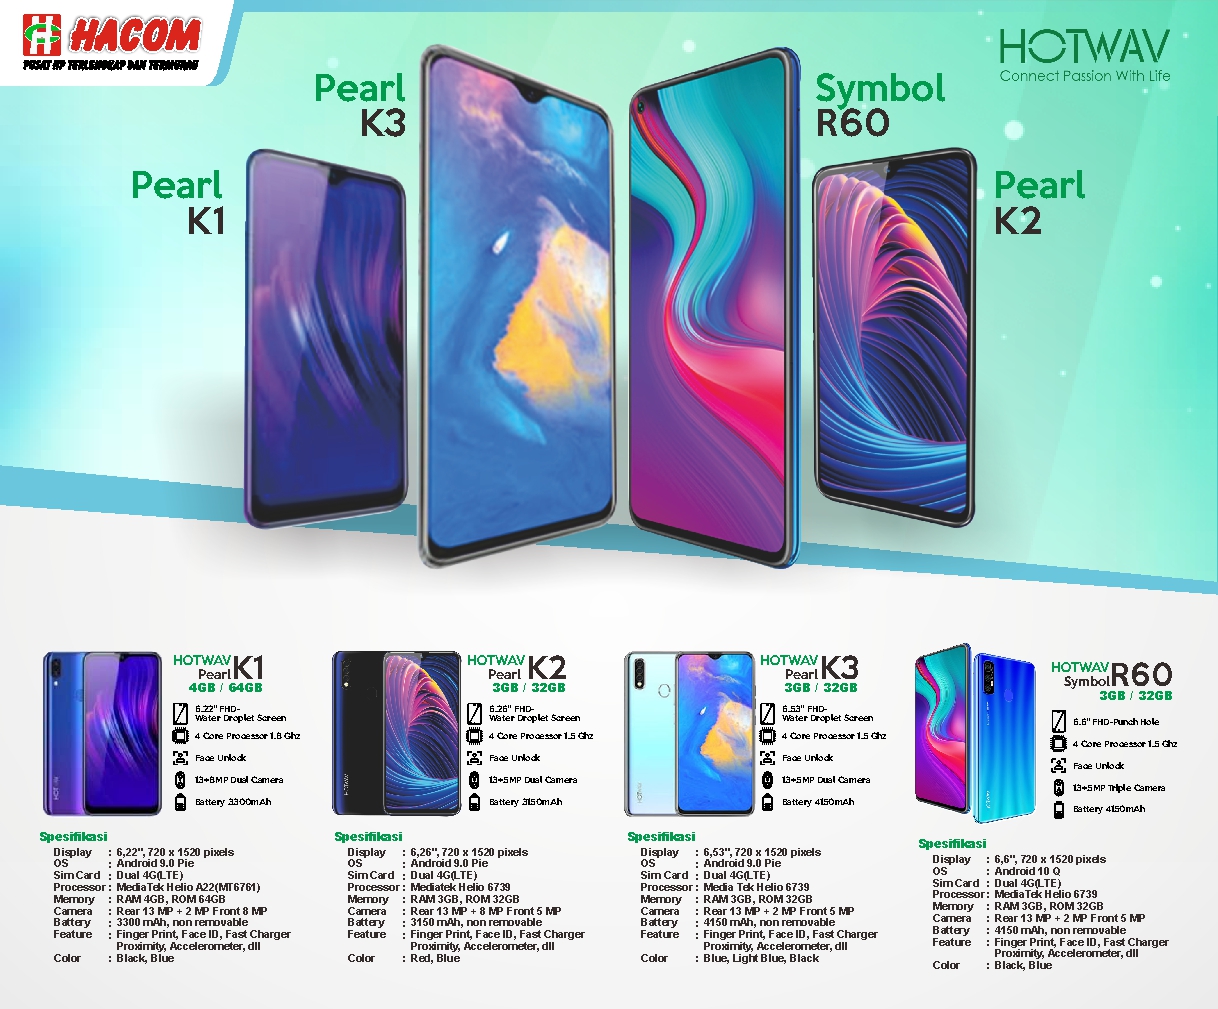 HACOM
PUSAT HP TERLENGKAP DAN TERMURAH
HOTWAV
Connect Passion With Life
Pearl
K3
Symbol
R60
Pearl
K1
Pearl
K2
HOTWAV
Pearl K1
4GB / 64GB
6.22" FHD-
Water Droplet Screen
4 Core Processor 1.8 Ghz
Face Unlock
13+8MP Dual Camera
Battery 3300mAh
Spesifikasi
Display : 6,22", 720 x 1520 pixels
OS : Android 9.0 Pie
Sim Card : Dual 4G(LTE)
Processor : MediaTek Helio A22(MT6761)
Memory : RAM 4GB, ROM 64GB
Camera : Rear 13 MP + 2 MP Front 8 MP
Battery : 3300 mAh, non removable
Feature : Finger Print, Face ID, Fast Charger
Proximity, Accelerometer, dll
Color : Black, Blue
HOTWAV
Pearl K2
3GB / 32GB
6.26" FHD-
Water Droplet Screen
4 Core Processor 1.5 Ghz
Face Unlock
13+5MP Dual Camera
Battery 3150mAh
Spesifikasi
Display : 6,26", 720 x 1520 pixels
OS : Android 9.0 Pie
Sim Card : Dual 4G(LTE)
Processor : Mediatek Helio 6739
Memory : RAM 3GB, ROM 32GB
Camera : Rear 13 MP + 8 MP Front 5 MP
Battery : 3150 mAh, non removable
Feature : Finger Print, Face ID, Fast Charger
Proximity, Accelerometer, dll
Color : Red, Blue
HOTWAV
Pearl K3
3GB / 32GB
6.53" FHD-
Water Droplet Screen
4 Core Processor 1.5 Ghz
Face Unlock
13+5MP Dual Camera
Battery 4150mAh
Spesifikasi
Display : 6,53", 720 x 1520 pixels
OS : Android 9.0 Pie
Sim Card : Dual 4G(LTE)
Processor : Media Tek Helio 6739
Memory : RAM 3GB, ROM 32GB
Camera : Rear 13 MP + 2 MP Front 5 MP
Battery : 4150 mAh, non removable
Feature : Finger Print, Face ID, Fast Charger
Proximity, Accelerometer, dll
Color : Blue, Light Blue, Black
HOTWAV
Symbol R60
3GB / 32GB
6.6" FHD-Punch Hole
4 Core Processor 1.5 Ghz
Face Unlock
13+5MP Triple Camera
Battery 4150mAh
Spesifikasi
Display : 6,6", 720 x 1520 pixels
OS : Android 10 Q
Sim Card : Dual 4G(LTE)
Processor : MediaTek Helio 6739
Memory : RAM 3GB, ROM 32GB
Camera : Rear 13 MP + 2 MP Front 5 MP
Battery : 4150 mAh, non removable
Feature : Finger Print, Face ID, Fast Charger
Proximity, Accelerometer, dll
Color : Black, Blue